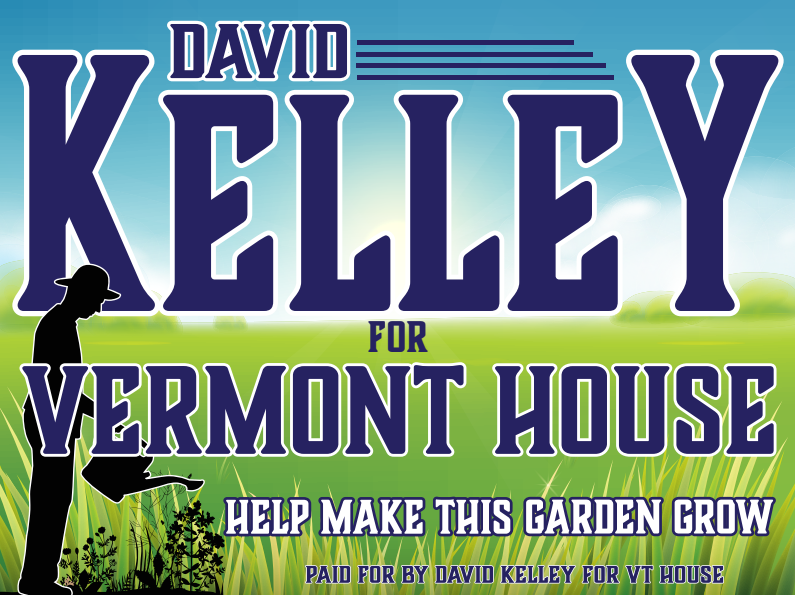 DAVID
KELLEY
FOR
VERMONT HOUSE
HELP MAKE THIS GARDEN GROW
PAID FOR BY DAVID KELLEY FOR VT HOUSE